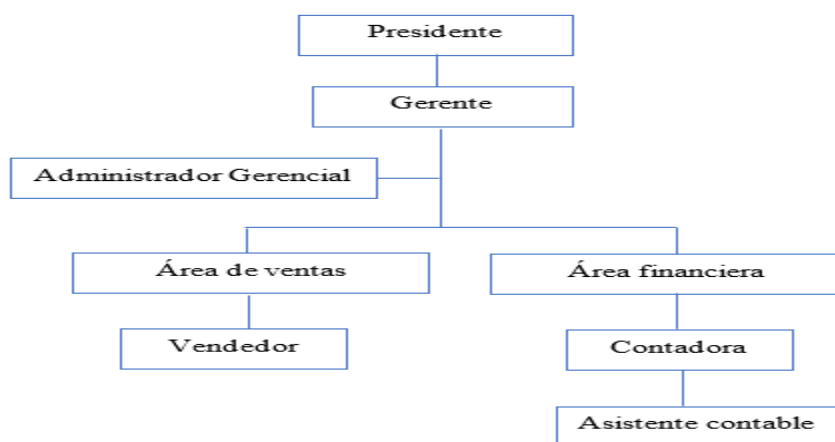 Presidente
Gerente
Administrador Gerencial
Área de ventas
Área financiera
Vendedor
Contadora
Asistente contable